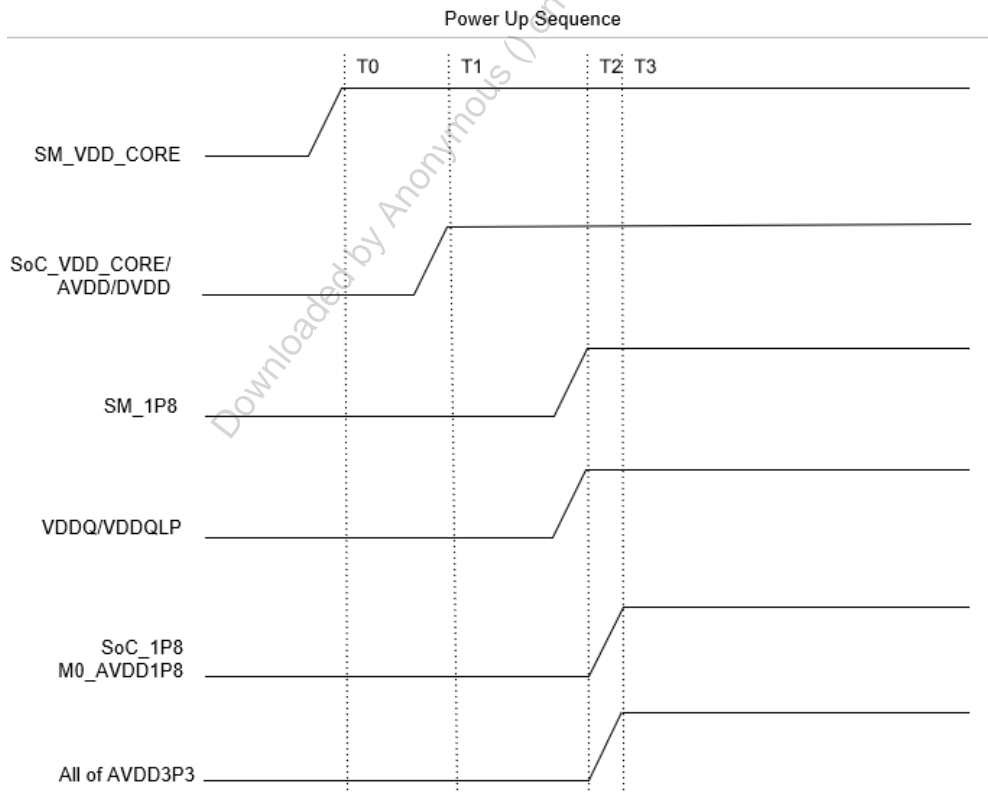 Power Up Sequence
T0 T1 T2 T3
SM_VDD_CORE
SoC_VDD_CORE/
AVDD/DVDD
SM_1P8
VDDQ/VDDQLP
SoC_1P8
M0_AVDD1P8
All of AVDD3P3
Downloaded by Anonymous () on